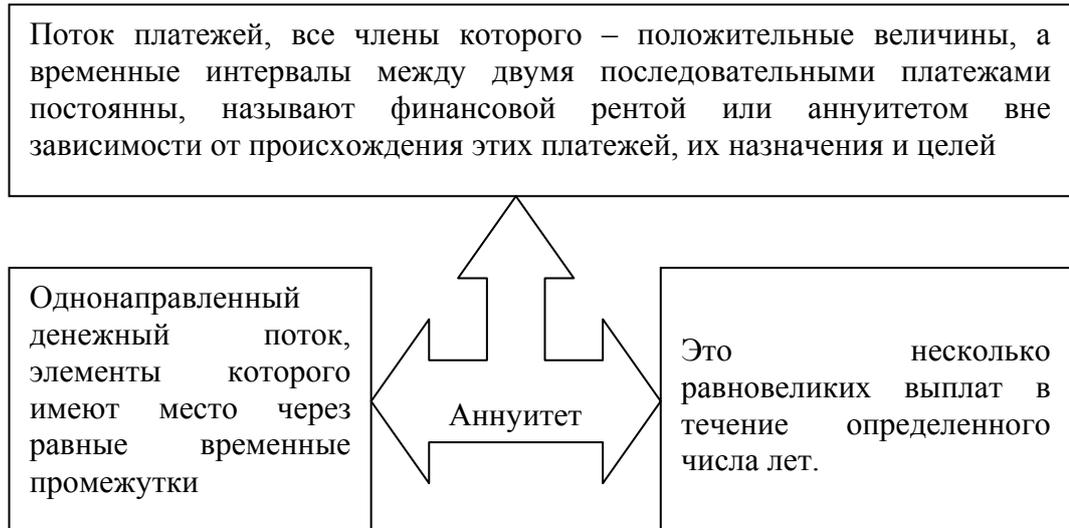 Поток платежей, все члены которого – положительные величины, а
временные интервалы между двумя последовательными платежами
постоянны, называют финансовой рентой или аннуитетом вне
зависимости от происхождения этих платежей, их назначения и целей
Однонаправленный
денежный поток,
элементы которого
имеют место через
равные временные
промежутки
Аннуитет
Это несколько
равновеликих выплат в
течение определенного
числа лет.